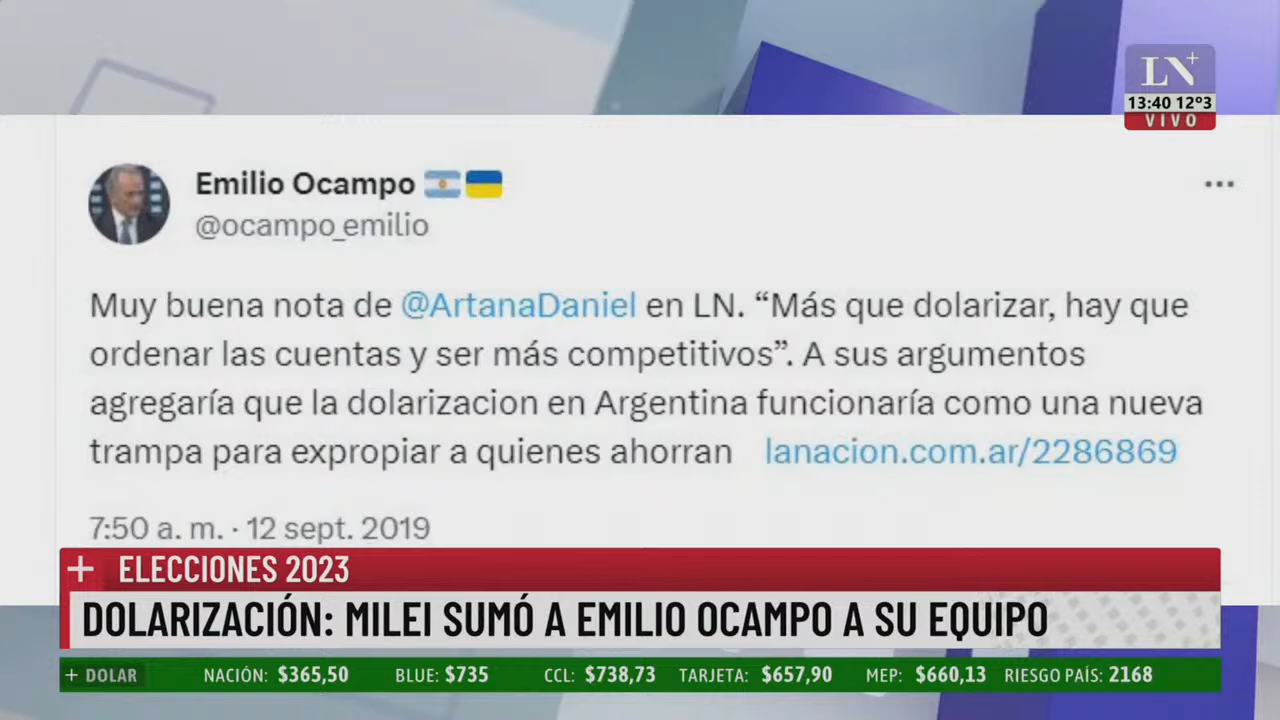 LN+
13:40 12º3
VIVO
Emilio Ocampo
@ocampo_emilio
Muy buena nota de @ArtanaDaniel en LN. “Más que dolarizar, hay que
ordenar las cuentas y ser más competitivos”. A sus argumentos
agregaría que la dolarizacion en Argentina funcionaría como una nueva
trampa para expropiar a quienes ahorran lanacion.com.ar/2286869
7:50 a. m. · 12 sept. 2019
+ ELECCIONES 2023
DOLARIZACIÓN: MILEI SUMÓ A EMILIO OCAMPO A SU EQUIPO
+ DOLAR NACIÓN: $365,50 BLUE: $735 CCL: $738,73 TARJETA: $657,90 MEP: $660,13 RIESGO PAÍS: 2168